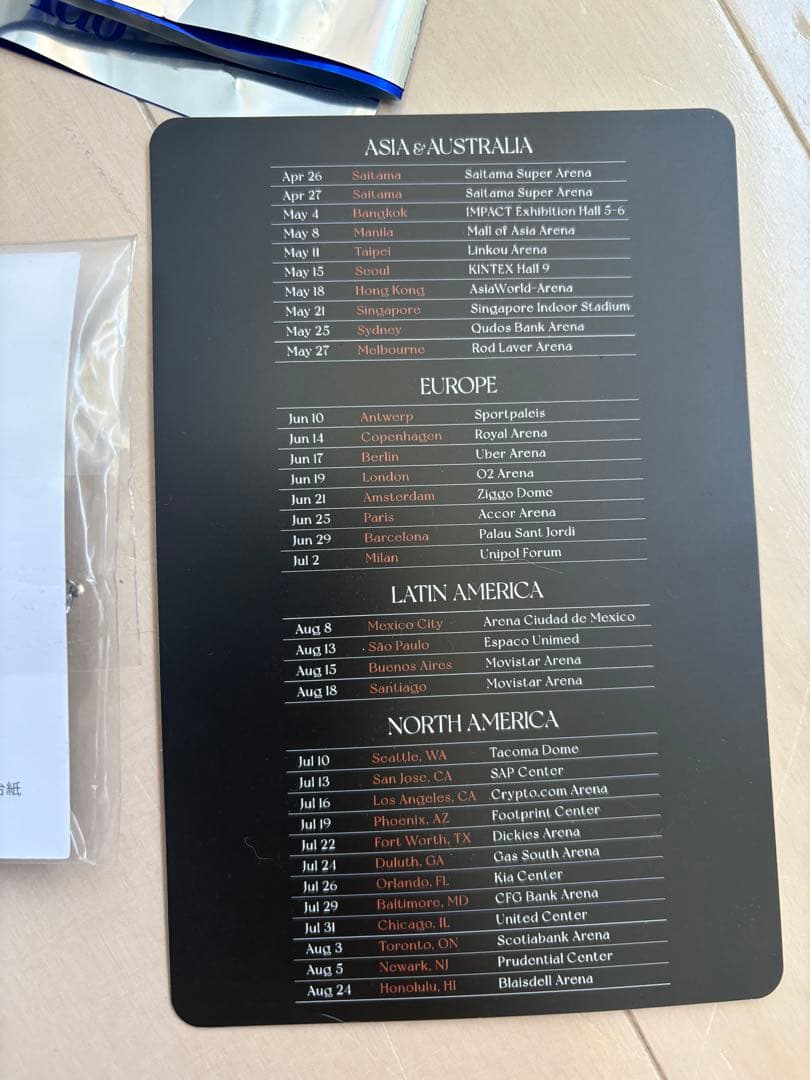 ASIA & AUSTRALIA
Apr 26 Saitama Saitama Super Arena
Apr 27 Saitama Saitama Super Arena
May 4 Bangkok IMPACT Exhibition Hall 5-6
May 8 Manila Mall of Asia Arena
May 11 Taipei Linkou Arena
May 15 Seoul KINTEX Hall 9
May 18 Hong Kong AsiaWorld-Arena
May 21 Singapore Singapore Indoor Stadium
May 25 Sydney Qudos Bank Arena
May 27 Melbourne Rod Laver Arena
EUROPE
Jun 10 Antwerp Sportpaleis
Jun 14 Copenhagen Royal Arena
Jun 17 Berlin Uber Arena
Jun 19 London O2 Arena
Jun 21 Amsterdam Ziggo Dome
Jun 25 Paris Accor Arena
Jun 29 Barcelona Palau Sant Jordi
Jul 2 Milan Unipol Forum
LATIN AMERICA
Aug 8 Mexico City Arena Ciudad de Mexico
Aug 13 São Paulo Espaco Unimed
Aug 15 Buenos Aires Movistar Arena
Aug 18 Santiago Movistar Arena
NORTH AMERICA
Jul 10 Seattle, WA Tacoma Dome
Jul 13 San Jose, CA SAP Center
Jul 16 Los Angeles, CA Crypto.com Arena
Jul 19 Phoenix, AZ Footprint Center
Jul 22 Fort Worth, TX Dickies Arena
Jul 24 Duluth, GA Gas South Arena
Jul 26 Orlando, FL Kia Center
Jul 29 Baltimore, MD CFG Bank Arena
Jul 31 Chicago, IL United Center
Aug 3 Toronto, ON Scotiabank Arena
Aug 5 Newark, NJ Prudential Center
Aug 24 Honolulu, HI Blaisdell Arena
台紙